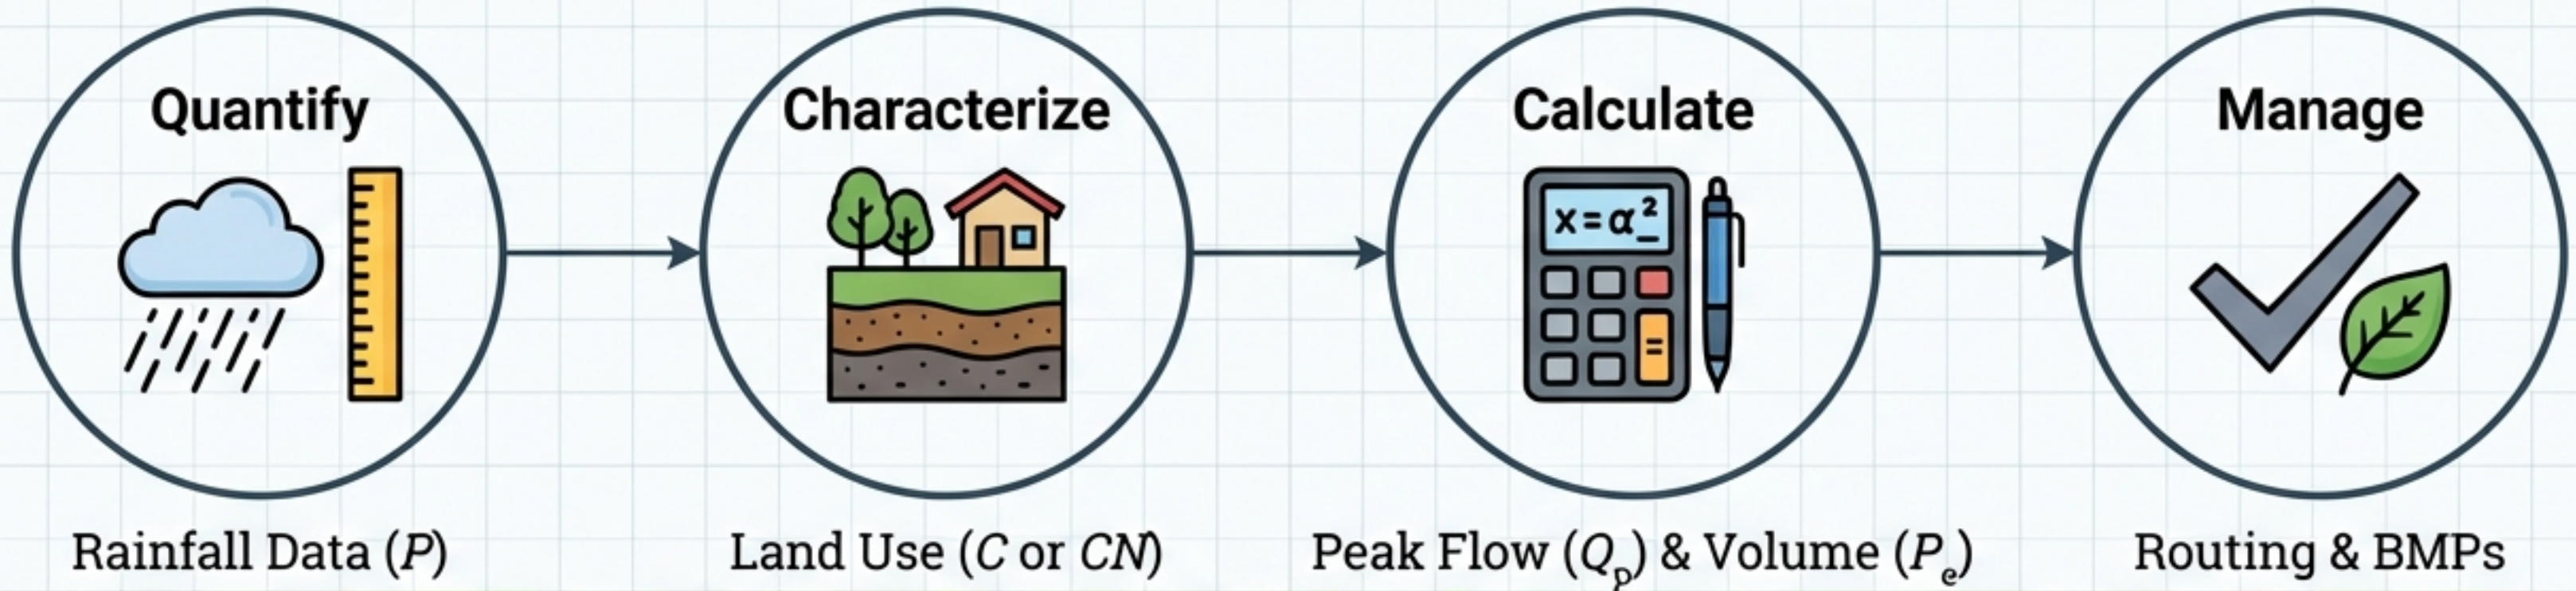 Quantify
Characterize
Calculate
Manage
x=α²
=
Rainfall Data (P)
Land Use (C or CN)
Peak Flow (Qₚ) & Volume (Pₑ)
Routing & BMPs